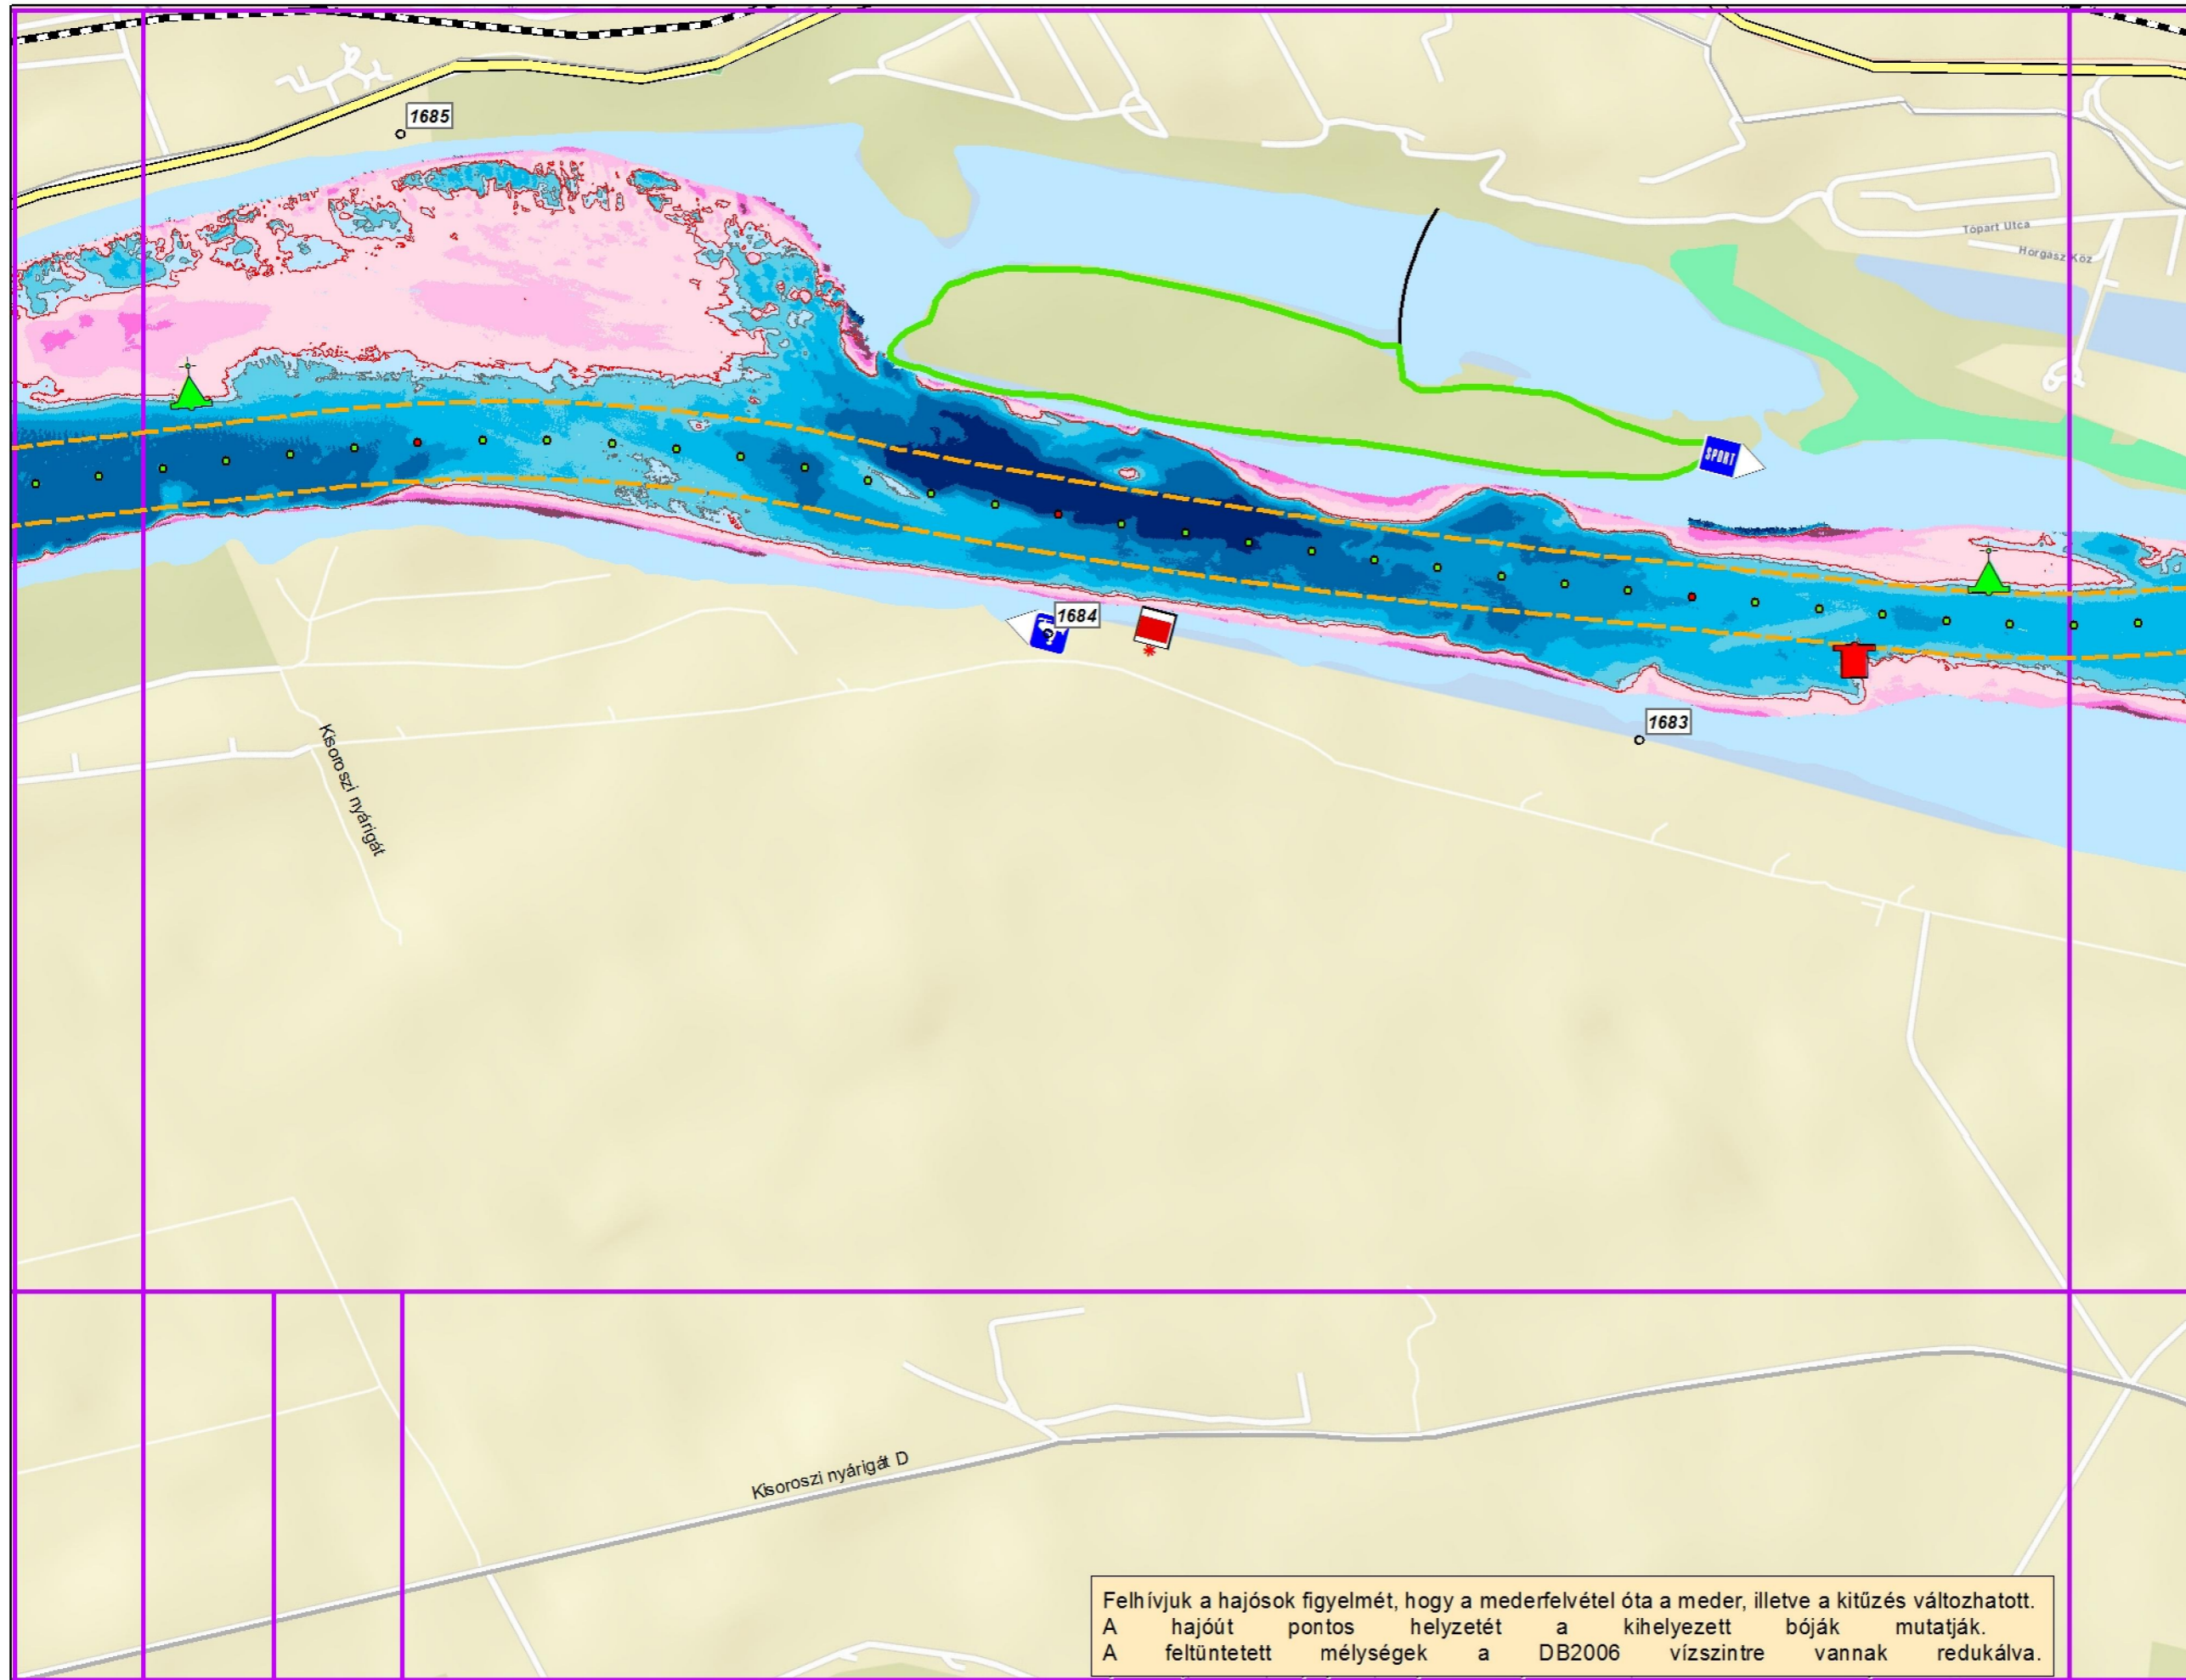 1685
Tópart Utca
Horgász Köz
SPORT
1684
1683
Kisoroszi nyárigát
Kisoroszi nyárigát D
Felhívjuk a hajósok figyelmét, hogy a mederfelvétel óta a meder, illetve a kitűzés változhatott.
A hajóút pontos helyzetét a kihelyezett bóják mutatják.
A feltüntetett mélységek a DB2006 vízszintre vannak redukálva.